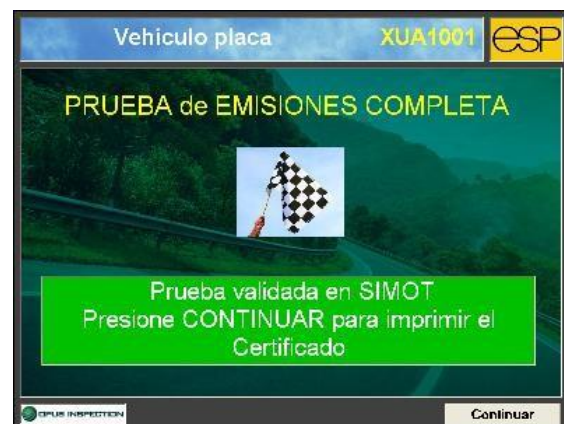 Vehiculo placa XUA1001 esp
PRUEBA de EMISIONES COMPLETA
Prueba validada en SIMOT
Presione CONTINUAR para imprimir el
Certificado
OPUS INSPECTION
Continuar